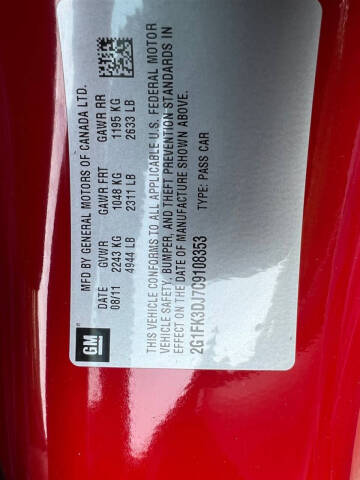 MFD BY GENERAL MOTORS OF CANADA LTD.
DATE GVWR GAWR FRT GAWR RR
08/11 2243 KG 1048 KG 1195 KG
4944 LB 2311 LB 2633 LB
GM
THIS VEHICLE CONFORMS TO ALL APPLICABLE U.S. FEDERAL MOTOR
VEHICLE SAFETY, BUMPER, AND THEFT PREVENTION STANDARDS IN
EFFECT ON THE DATE OF MANUFACTURE SHOWN ABOVE.
2G1FK3DJ7C9108353 TYPE: PASS CAR